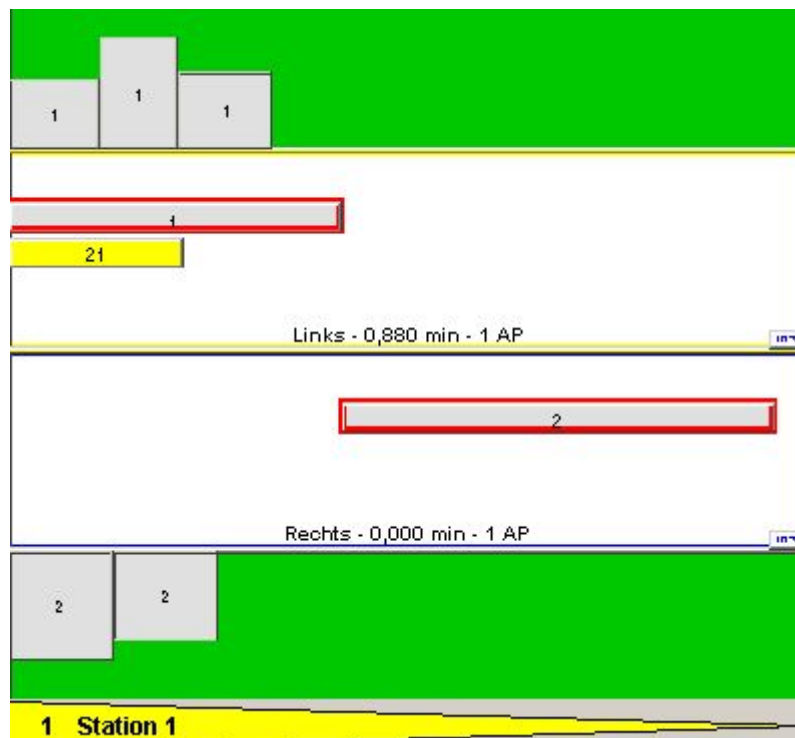 1 1 1
1
21
Links - 0,880 min - 1 AP
2
Rechts - 0,000 min - 1 AP
2 2
1 Station 1